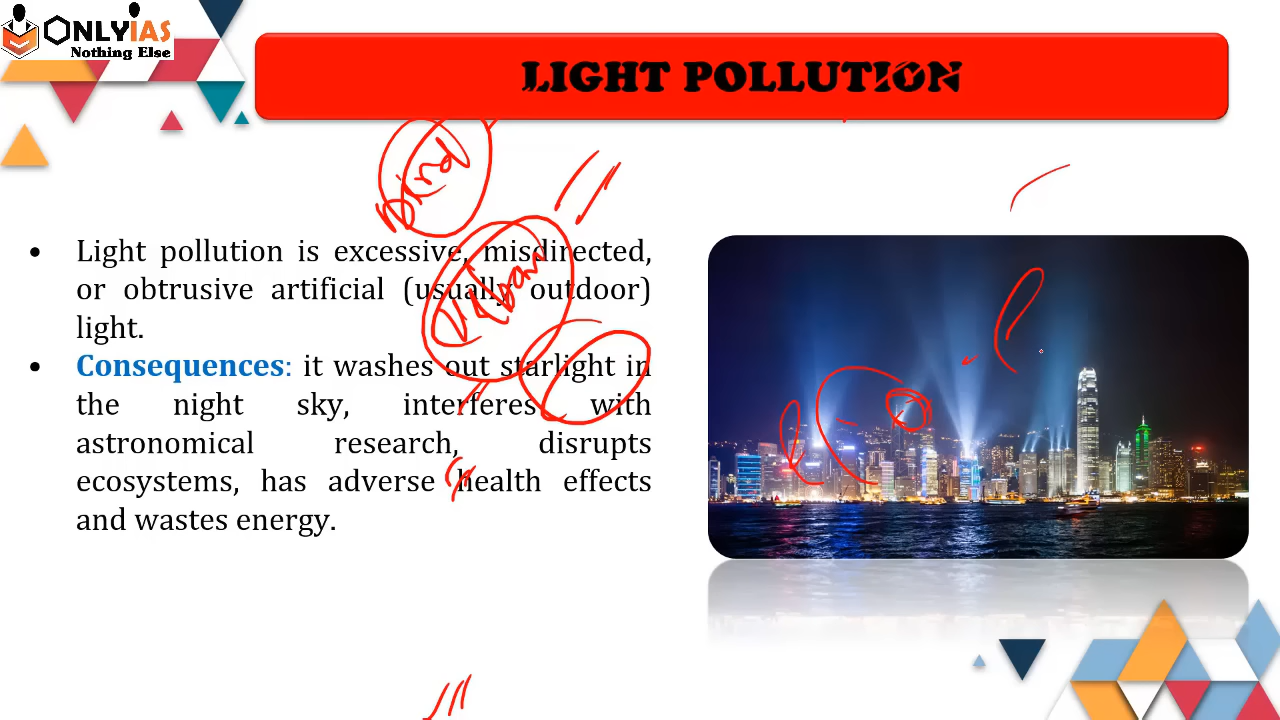 ONLYIAS
Nothing Else
LIGHT POLLUTION
Bird
Urban
• Light pollution is excessive, misdirected,
or obtrusive artificial (usually outdoor)
light.
• Consequences: it washes out starlight in
the night sky, interferes with
astronomical research, disrupts
ecosystems, has adverse health effects
and wastes energy.